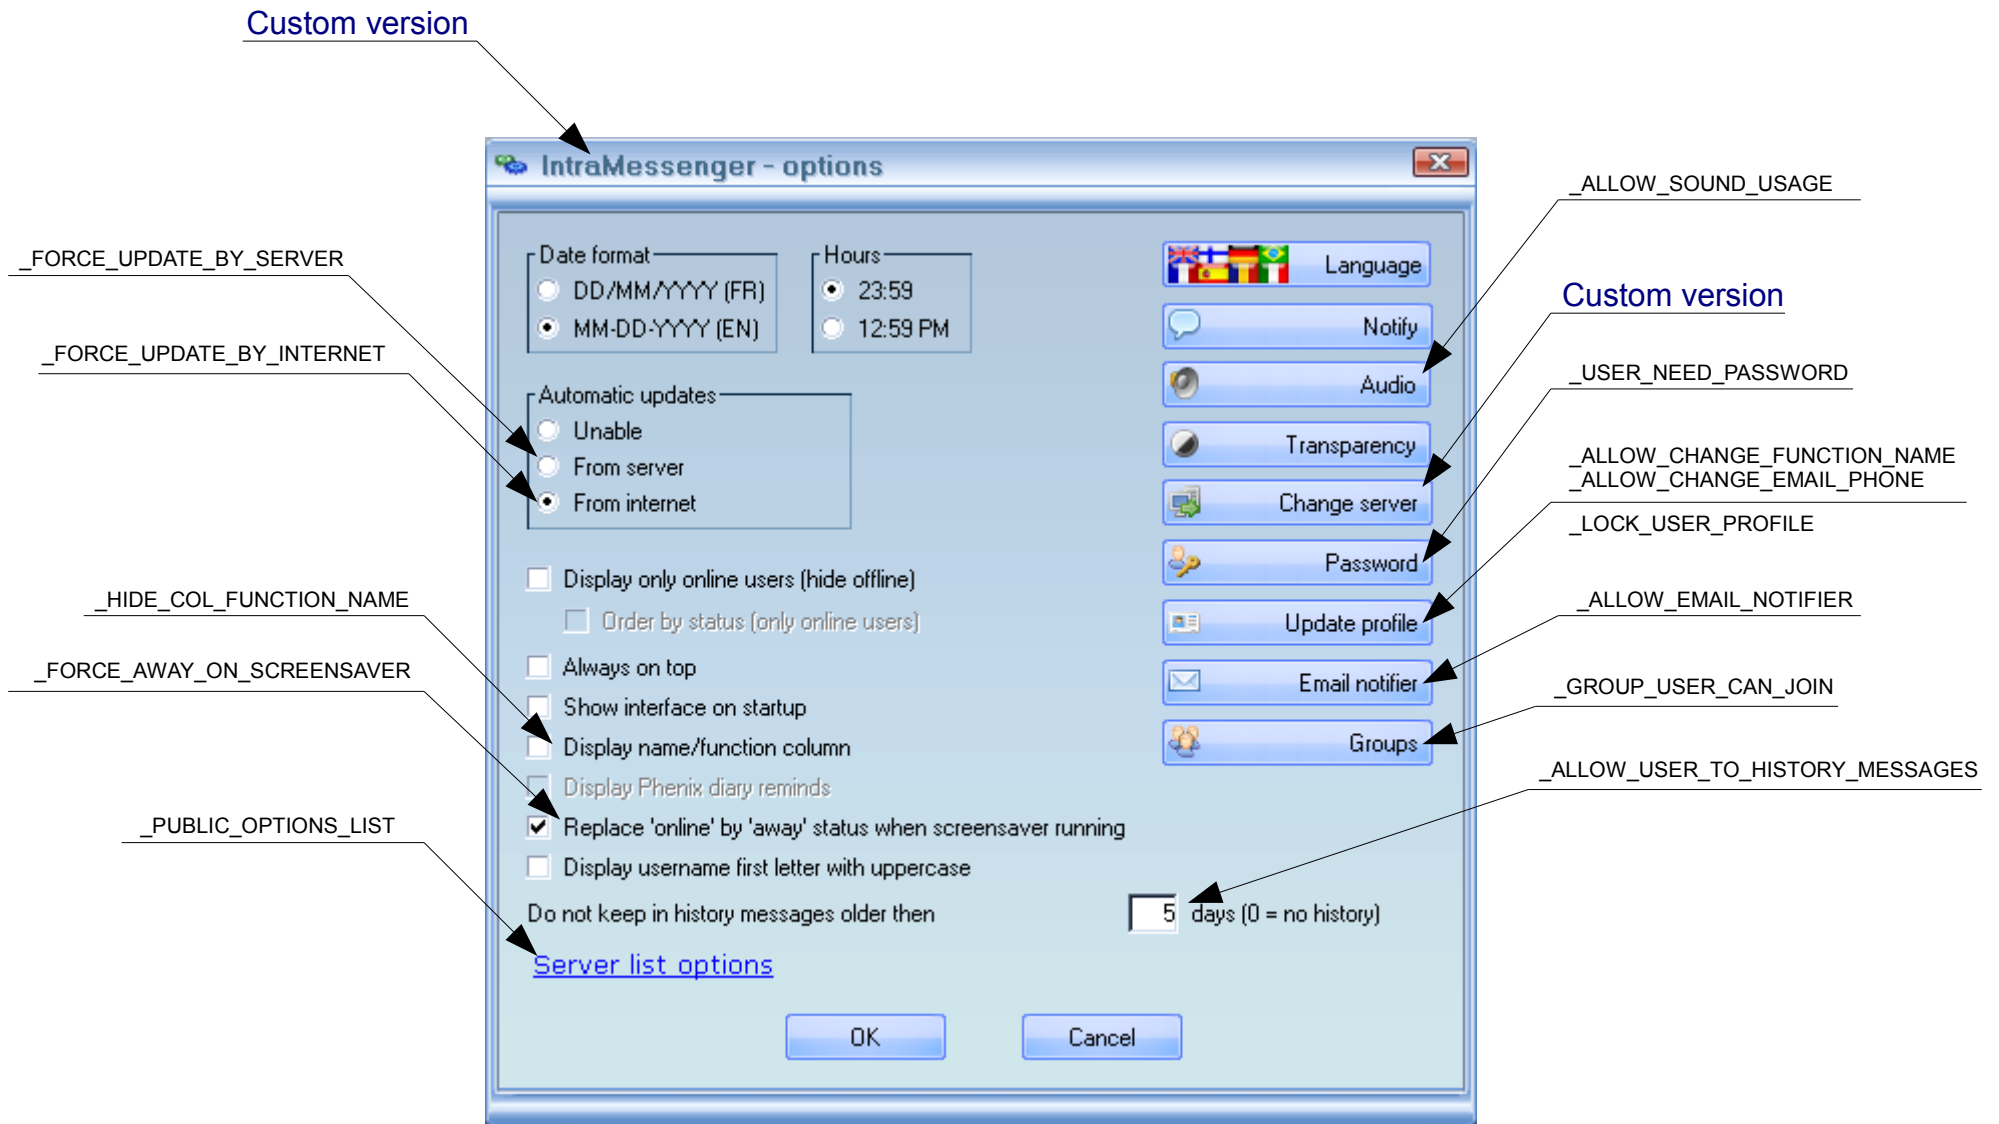 Custom version
IntraMessenger - options
_ALLOW_SOUND_USAGE
_FORCE_UPDATE_BY_SERVER
Date format
DD/MM/YYYY (FR)
MM-DD-YYYY (EN)
Hours
23:59
12:59 PM
Language
Custom version
Notify
_FORCE_UPDATE_BY_INTERNET
_USER_NEED_PASSWORD
Audio
Automatic updates
Unable
From server
From internet
Transparency
_ALLOW_CHANGE_FUNCTION_NAME
_ALLOW_CHANGE_EMAIL_PHONE
Change server
_LOCK_USER_PROFILE
Password
Display only online users (hide offline)
_HIDE_COL_FUNCTION_NAME
_ALLOW_EMAIL_NOTIFIER
Order by status (only online users)
Update profile
_FORCE_AWAY_ON_SCREENSAVER
Always on top
Email notifier
_GROUP_USER_CAN_JOIN
Show interface on startup
Display name/function column
Groups
_ALLOW_USER_TO_HISTORY_MESSAGES
Display Phenix diary reminds
_PUBLIC_OPTIONS_LIST
Replace 'online' by 'away' status when screensaver running
Display username first letter with uppercase
Do not keep in history messages older then 5 days (0 = no history)
Server list options
OK
Cancel